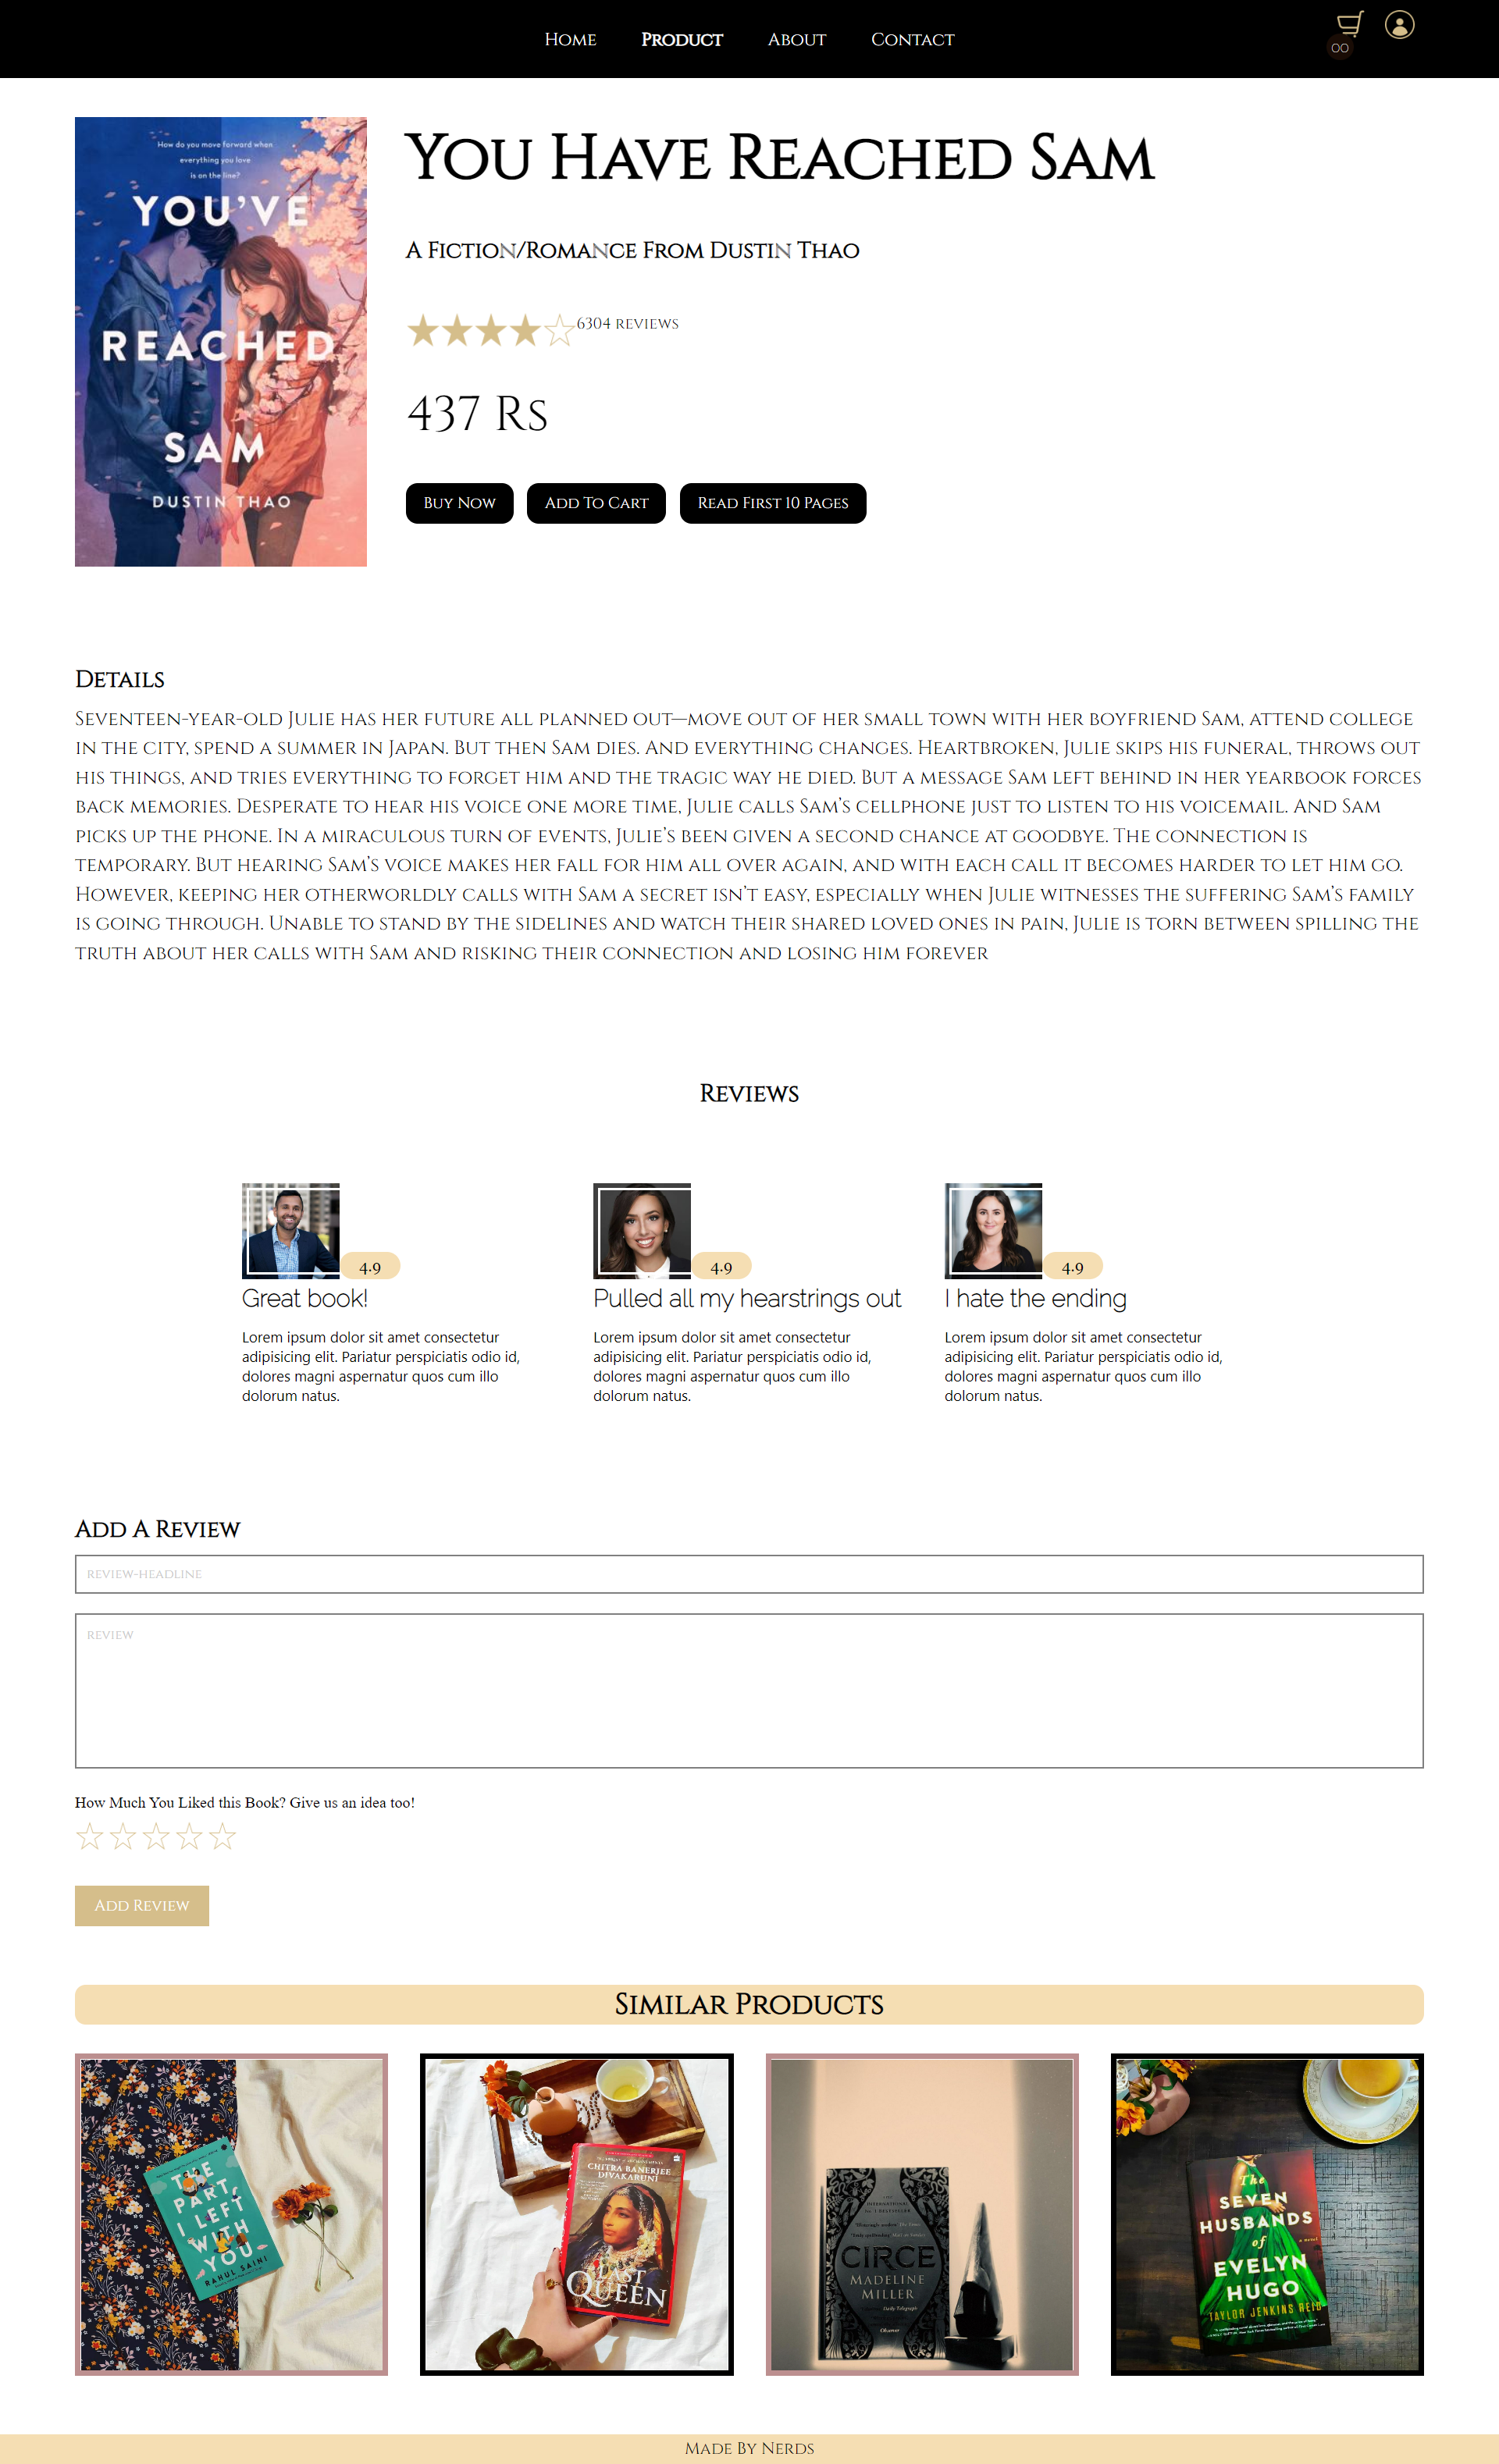 Home
Product
About
Contact
00
How do you move forward when
everything you love
is on the line?
YOU'VE
REACHED
SAM
DUSTIN THAO
You Have Reached Sam
A Fiction/Romance From Dustin Thao
6304 reviews
437 Rs
Buy Now
Add To Cart
Read First 10 Pages
Details
Seventeen-year-old Julie has her future all planned out—move out of her small town with her boyfriend Sam, attend college
in the city, spend a summer in Japan. But then Sam dies. And everything changes. Heartbroken, Julie skips his funeral, throws out
his things, and tries everything to forget him and the tragic way he died. But a message Sam left behind in her yearbook forces
back memories. Desperate to hear his voice one more time, Julie calls Sam's cellphone just to listen to his voicemail. And Sam
picks up the phone. In a miraculous turn of events, Julie's been given a second chance at goodbye. The connection is
temporary. But hearing Sam's voice makes her fall for him all over again, and with each call it becomes harder to let him go.
However, keeping her otherworldly calls with Sam a secret isn't easy, especially when Julie witnesses the suffering Sam's family
is going through. Unable to stand by the sidelines and watch their shared loved ones in pain, Julie is torn between spilling the
truth about her calls with Sam and risking their connection and losing him forever
Reviews
4.9
Great book!
Lorem ipsum dolor sit amet consectetur
adipisicing elit. Pariatur perspiciatis odio id,
dolores magni aspernatur quos cum illo
dolorum natus.
4.9
Pulled all my hearstrings out
Lorem ipsum dolor sit amet consectetur
adipisicing elit. Pariatur perspiciatis odio id,
dolores magni aspernatur quos cum illo
dolorum natus.
4.9
I hate the ending
Lorem ipsum dolor sit amet consectetur
adipisicing elit. Pariatur perspiciatis odio id,
dolores magni aspernatur quos cum illo
dolorum natus.
Add A Review
review-headline
review
How Much You Liked this Book? Give us an idea too!
Add Review
Similar Products
THE
PART
I LEFT
WITH
YOU
RAHUL SAINI
CHITRA BANERJEE
DIVAKARUNI
LAST
QUEEN
CIRCE
MADELINE
MILLER
The
SEVEN
HUSBANDS
of
EVELYN
HUGO
TAYLOR JENKINS REID
Made By Nerds